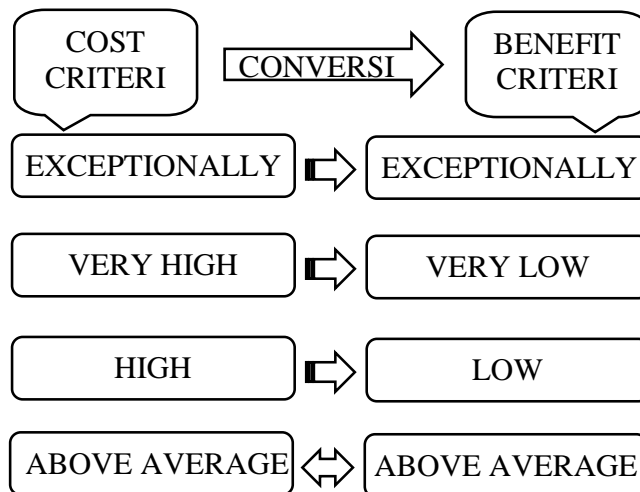 COST
CRITERI
CONVERSI
BENEFIT
CRITERI
EXCEPTIONALLY
EXCEPTIONALLY
VERY HIGH
VERY LOW
HIGH
LOW
ABOVE AVERAGE
ABOVE AVERAGE